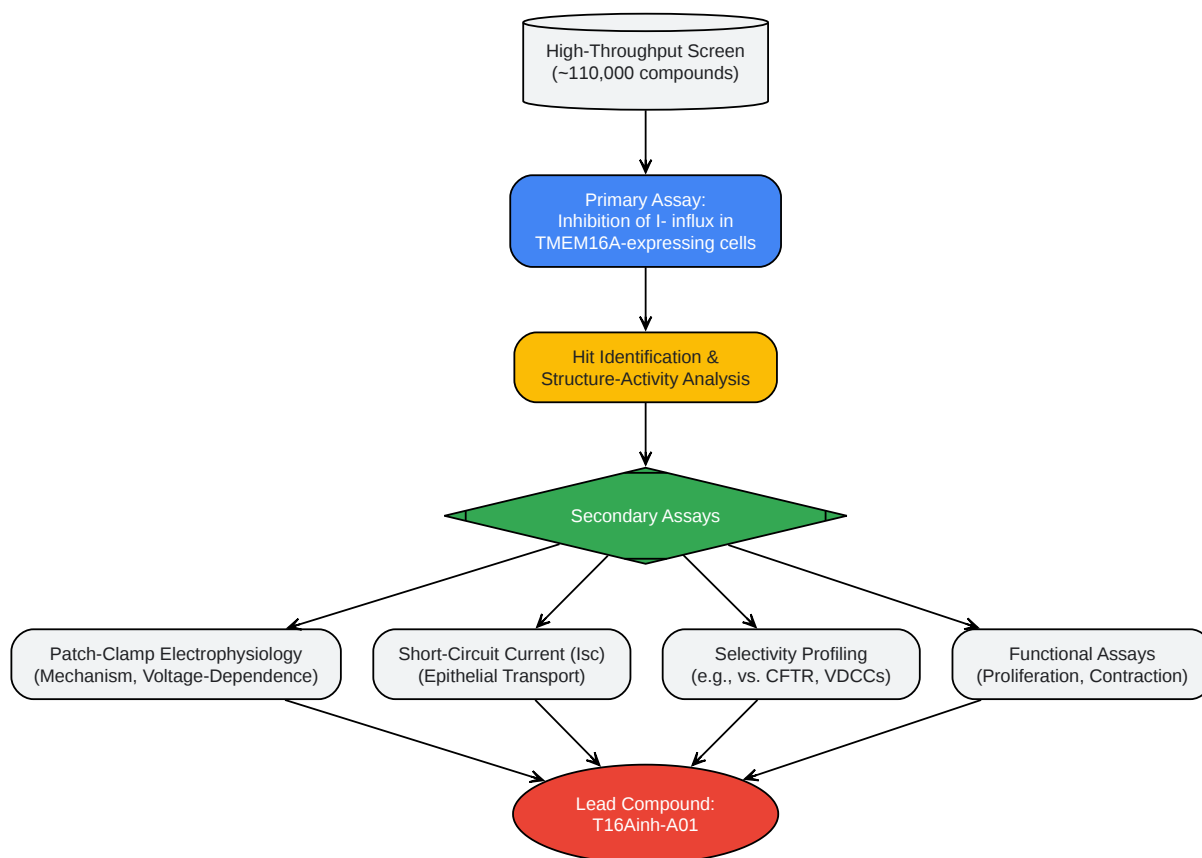 High-Throughput Screen
(~110,000 compounds)
Primary Assay:
Inhibition of I- influx in
TMEM16A-expressing cells
Hit Identification &
Structure-Activity Analysis
Secondary Assays
Patch-Clamp Electrophysiology
(Mechanism, Voltage-Dependence)
Short-Circuit Current (Isc)
(Epithelial Transport)
Selectivity Profiling
(e.g., vs. CFTR, VDCCs)
Functional Assays
(Proliferation, Contraction)
Lead Compound:
T16Ainh-A01